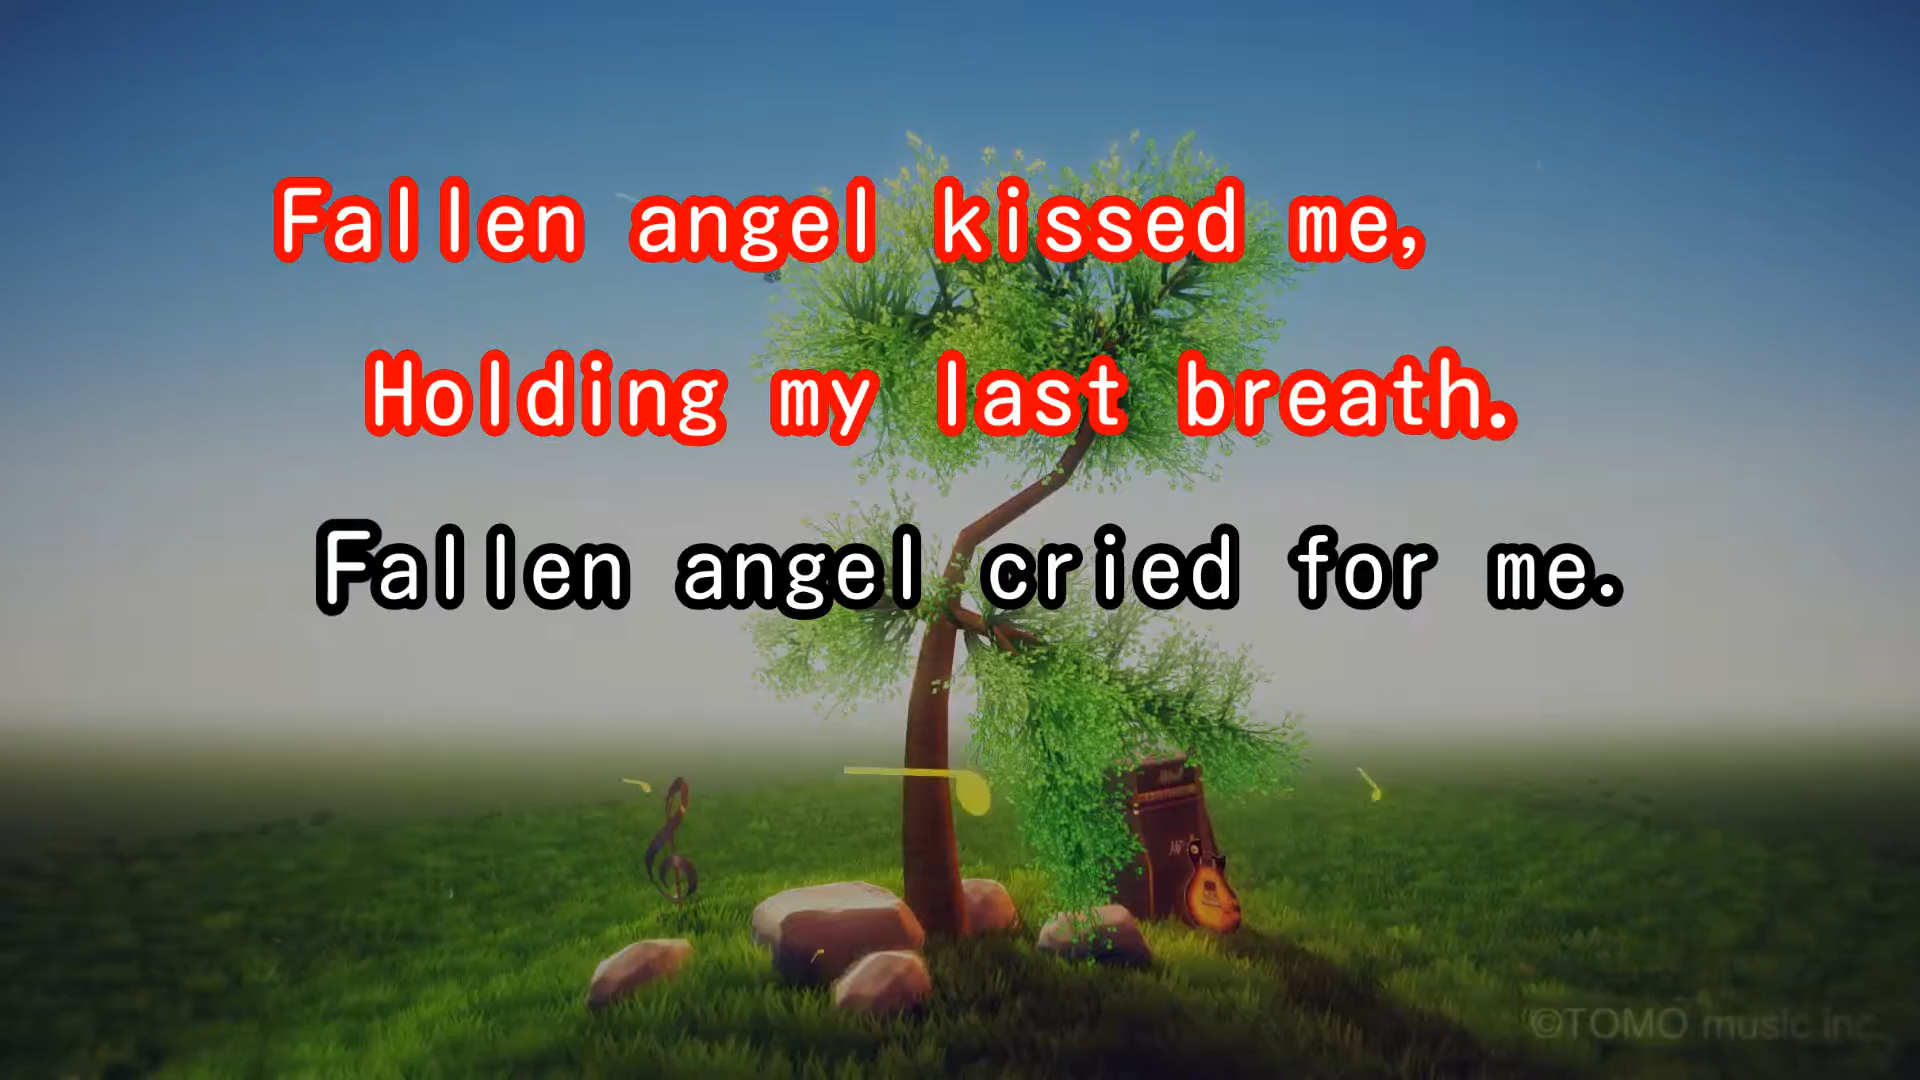 Fallen angel kissed me,
Holding my last breath.
Fallen angel cried for me.
©TOMO music inc